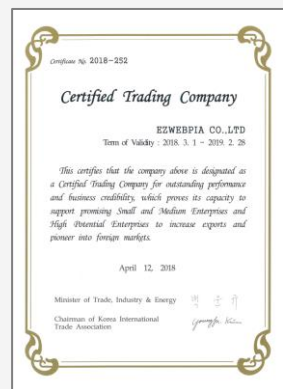 Certificate No. 2018-252
Certified Trading Company
EZWEBPIA CO.,LTD
Term of Validity : 2018. 3. 1 ~ 2019. 2. 28
This certifies that the company above is designated as
a Certified Trading Company for outstanding performance
and business credibility, which proves its capacity to
support promising Small and Medium Enterprises and
High Potential Enterprises to increase exports and
pioneer into foreign markets.
April 12, 2018
Minister of Trade, Industry & Energy
Chairman of Korea International
Trade Association